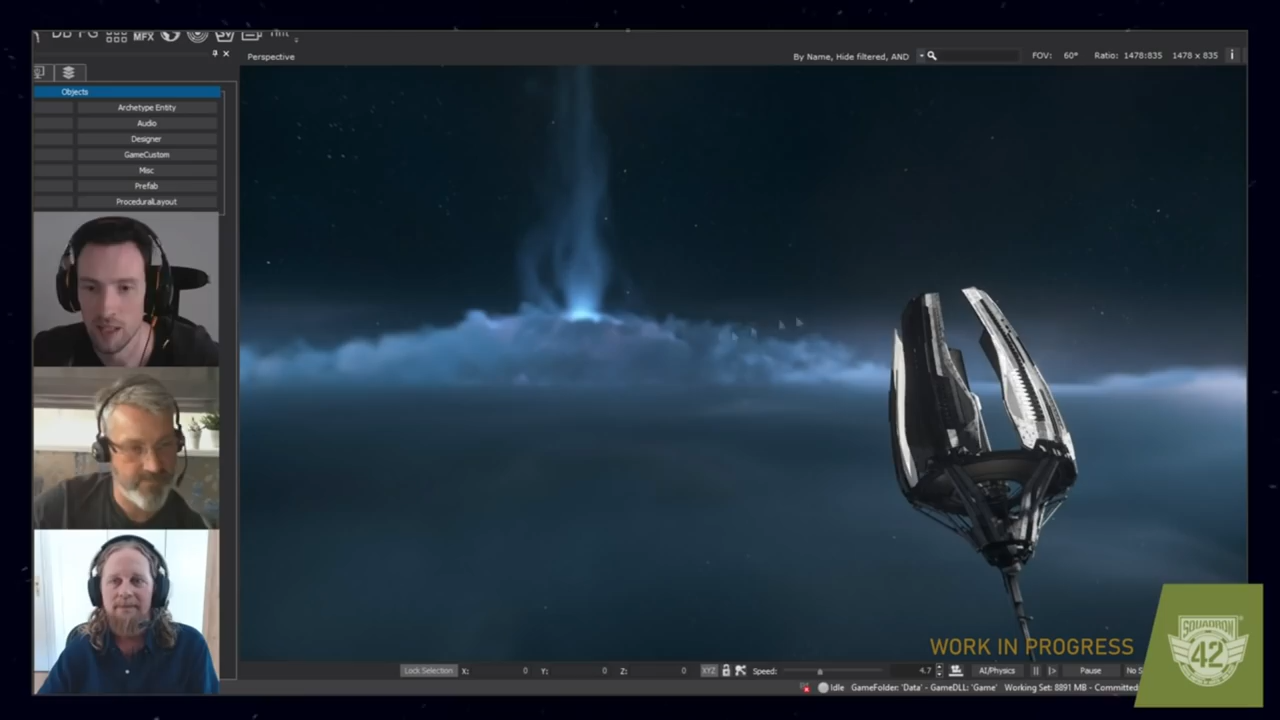 MFX
Perspective
By Name, Hide filtered, AND
FOV: 60°
Ratio: 1478:835
1478 x 835
Objects
Archetype Entity
Audio
Designer
GameCustom
Misc
Prefab
ProceduralLayout
WORK IN PROGRESS
SQUADRON
42
Lock Selection
X: 0 Y: 0 Z: 0
XYZ
Speed: 4.7
AI/Physics
Pause
Idle
GameFolder: 'Data' - GameDLL: 'Game'
Working Set: 8891 MB - Committed: